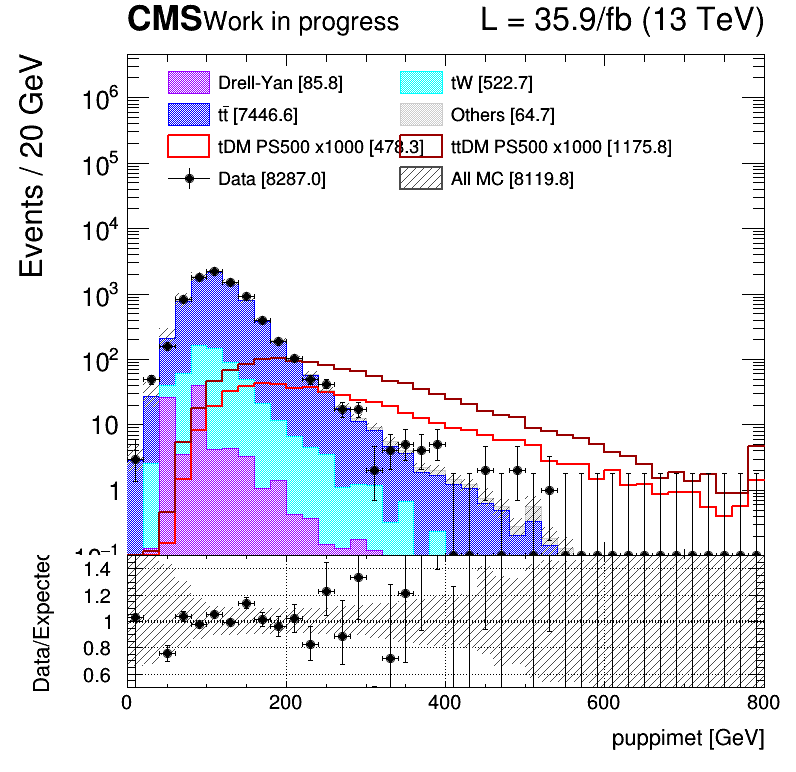 CMS Work in progress L = 35.9/fb (13 TeV)
Events / 20 GeV
Drell-Yan [85.8] tW [522.7]
tt̄ [7446.6] Others [64.7]
tDM PS500 x1000 [478.3] ttDM PS500 x1000 [1175.8]
Data [8287.0] All MC [8119.8]
10⁶
10⁵
10⁴
10³
10²
10
1
10⁻¹
Data/Expected
1.4
1.2
1
0.8
0.6
0 200 400 600 800
puppimet [GeV]